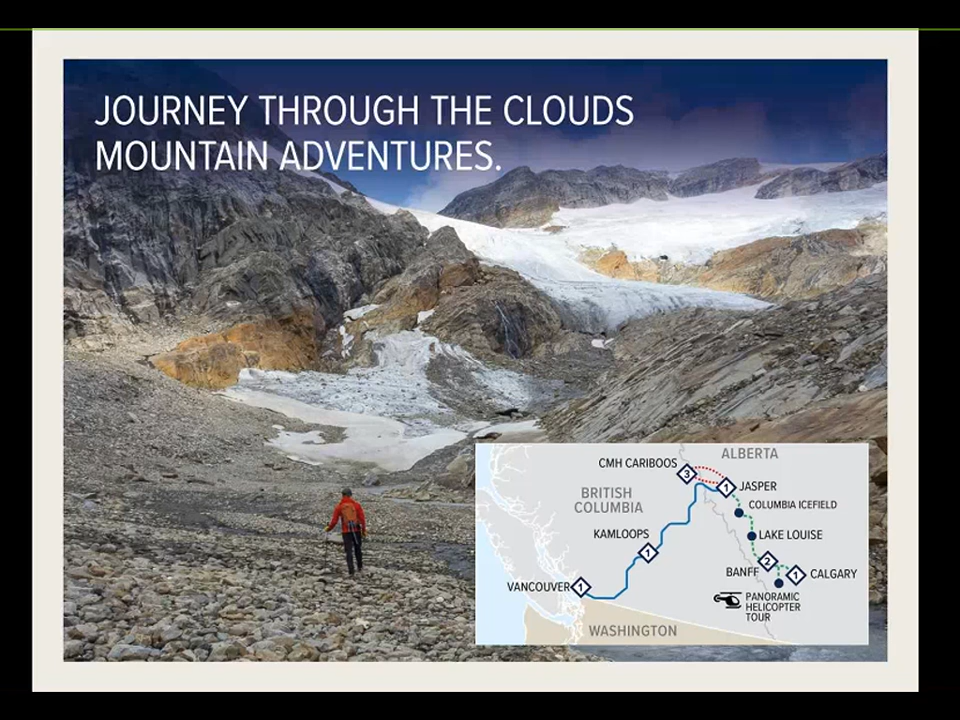 JOURNEY THROUGH THE CLOUDS
MOUNTAIN ADVENTURES.
ALBERTA
CMH CARIBOOS
3
1
JASPER
BRITISH
COLUMBIA
COLUMBIA ICEFIELD
KAMLOOPS
1
LAKE LOUISE
BANFF
2
1
CALGARY
VANCOUVER
1
PANORAMIC
HELICOPTER
TOUR
WASHINGTON